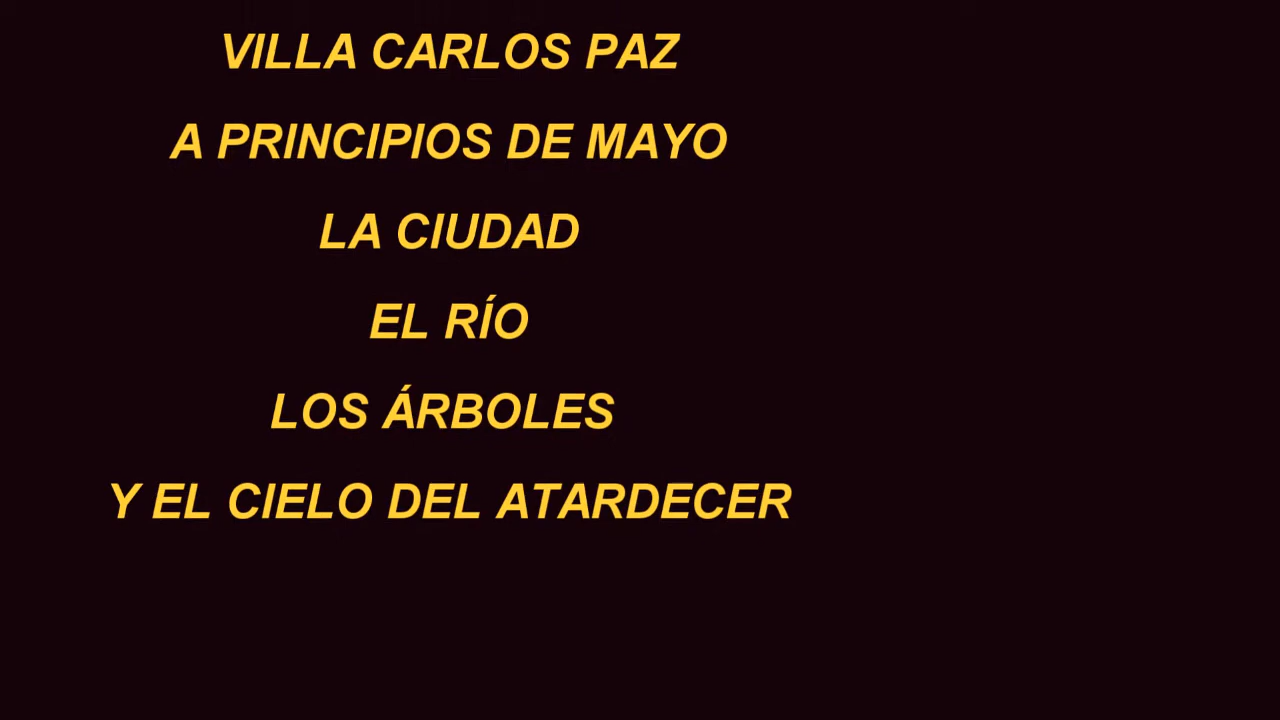 VILLA CARLOS PAZ
A PRINCIPIOS DE MAYO
LA CIUDAD
EL RÍO
LOS ÁRBOLES
Y EL CIELO DEL ATARDECER